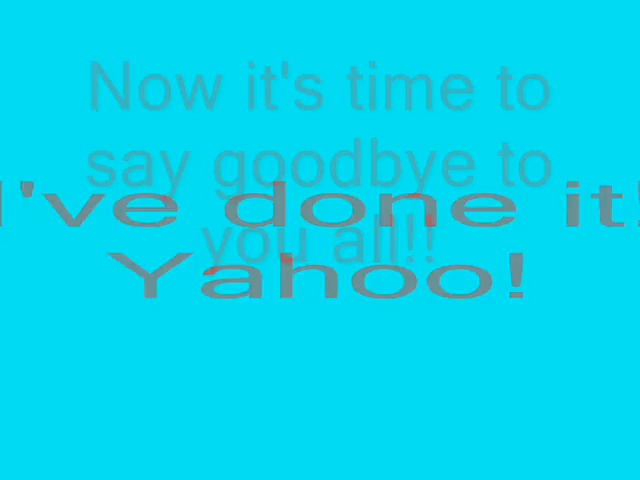 Now it's time to
say goodbye to
you all!!
I've done it!
Yahoo!